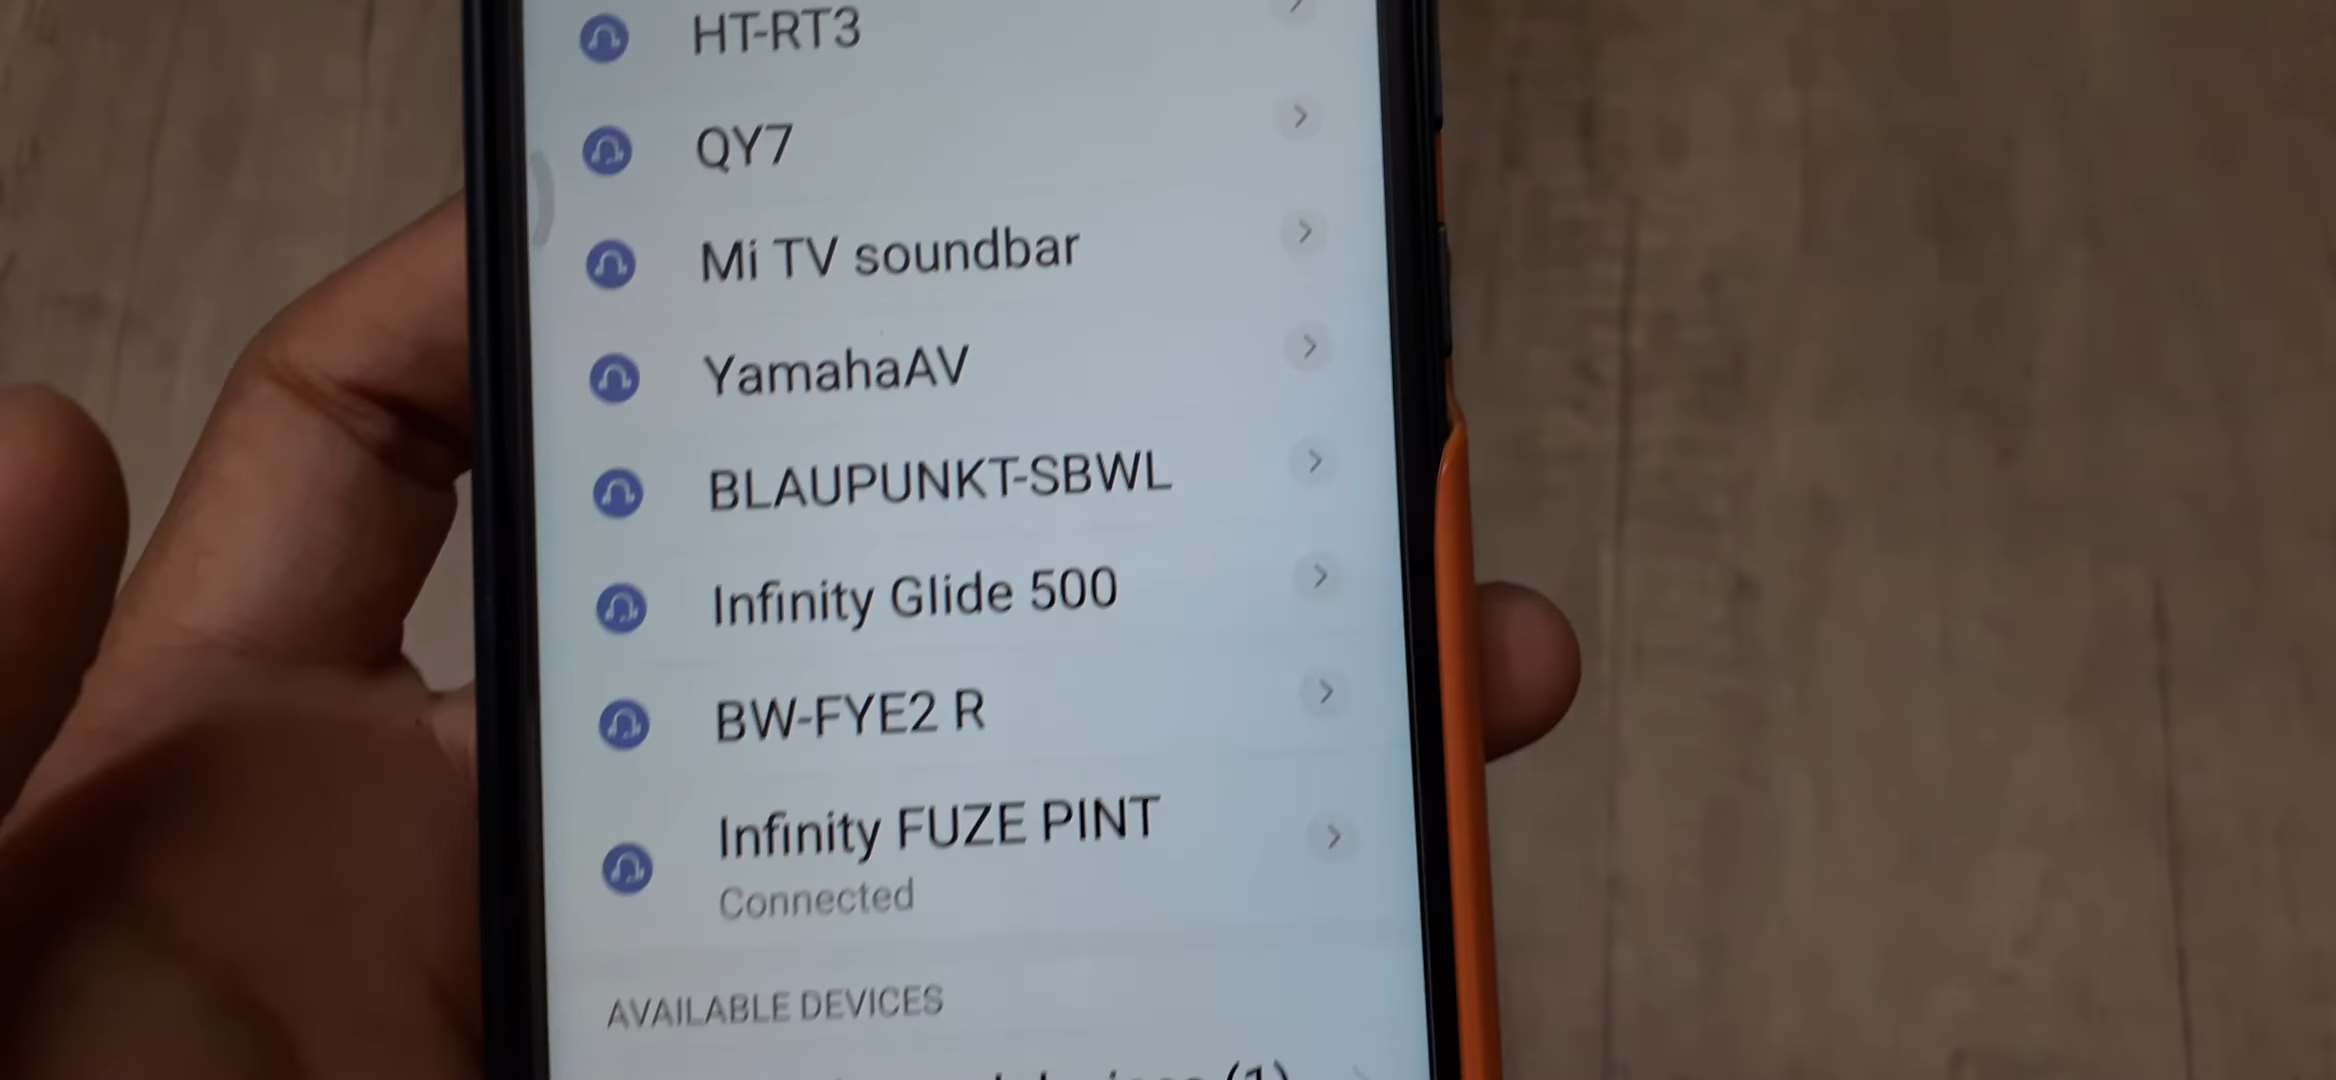 HT-RT3
QY7
Mi TV soundbar
YamahaAV
BLAUPUNKT-SBWL
Infinity Glide 500
BW-FYE2 R
Infinity FUZE PINT
Connected
AVAILABLE DEVICES
(1)